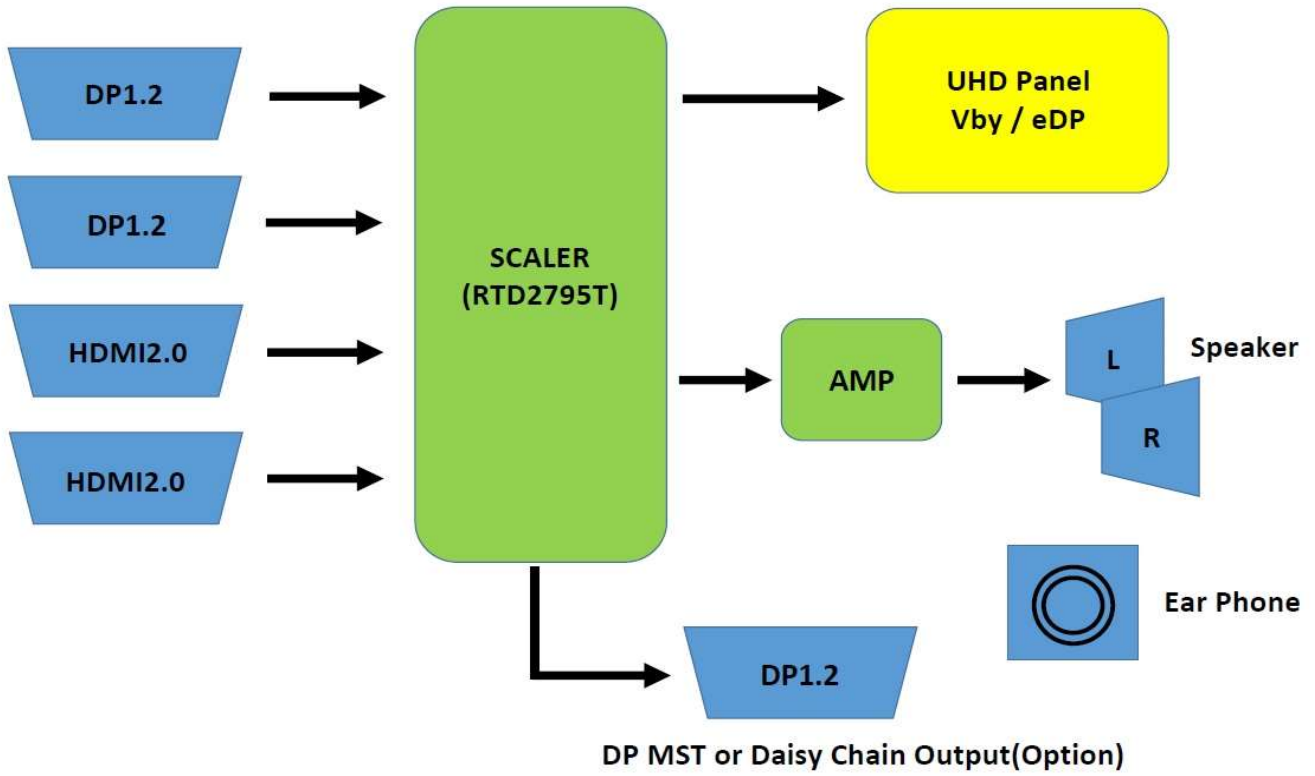 DP1.2
DP1.2
HDMI2.0
HDMI2.0
SCALER
(RTD2795T)
UHD Panel
Vby / eDP
AMP
L
R
Speaker
Ear Phone
DP1.2
DP MST or Daisy Chain Output(Option)